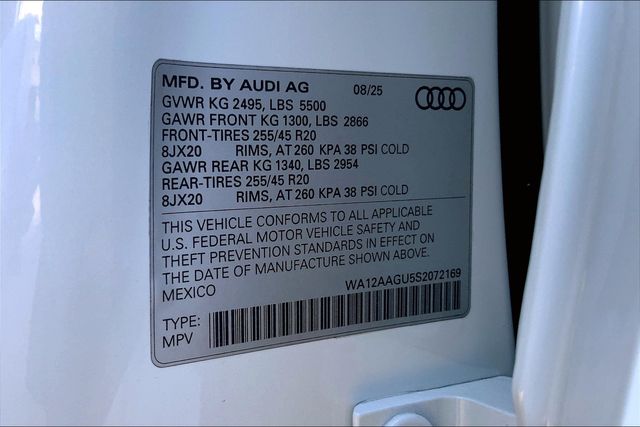 MFD. BY AUDI AG 08/25
GVWR KG 2495, LBS 5500
GAWR FRONT KG 1300, LBS 2866
FRONT-TIRES 255/45 R20
8JX20 RIMS, AT 260 KPA 38 PSI COLD
GAWR REAR KG 1340, LBS 2954
REAR-TIRES 255/45 R20
8JX20 RIMS, AT 260 KPA 38 PSI COLD
THIS VEHICLE CONFORMS TO ALL APPLICABLE
U.S. FEDERAL MOTOR VEHICLE SAFETY AND
THEFT PREVENTION STANDARDS IN EFFECT ON
THE DATE OF MANUFACTURE SHOWN ABOVE.
MEXICO WA12AAGU5S2072169
TYPE:
MPV